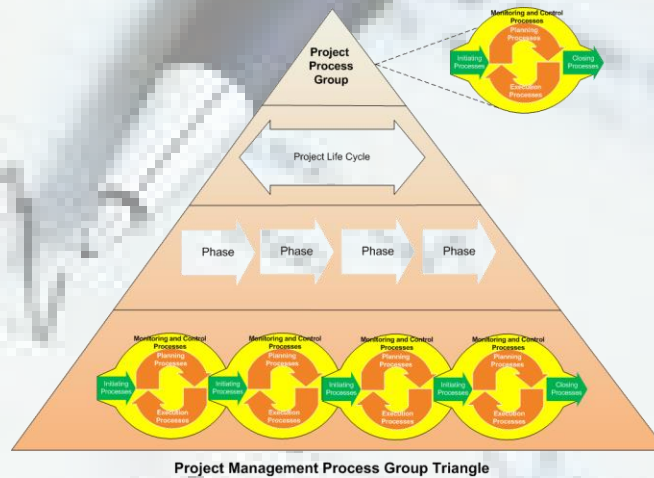 Project
Process
Group
Monitoring and Control
Processes
Planning
Processes
Initiating
Processes
Closing
Processes
Execution
Processes
Project Life Cycle
Phase
Phase
Phase
Phase
Monitoring and Control
Processes
Planning
Processes
Initiating
Processes
Execution
Processes
Monitoring and Control
Processes
Planning
Processes
Initiating
Processes
Execution
Processes
Monitoring and Control
Processes
Planning
Processes
Initiating
Processes
Execution
Processes
Monitoring and Control
Processes
Planning
Processes
Initiating
Processes
Closing
Processes
Execution
Processes
Project Management Process Group Triangle